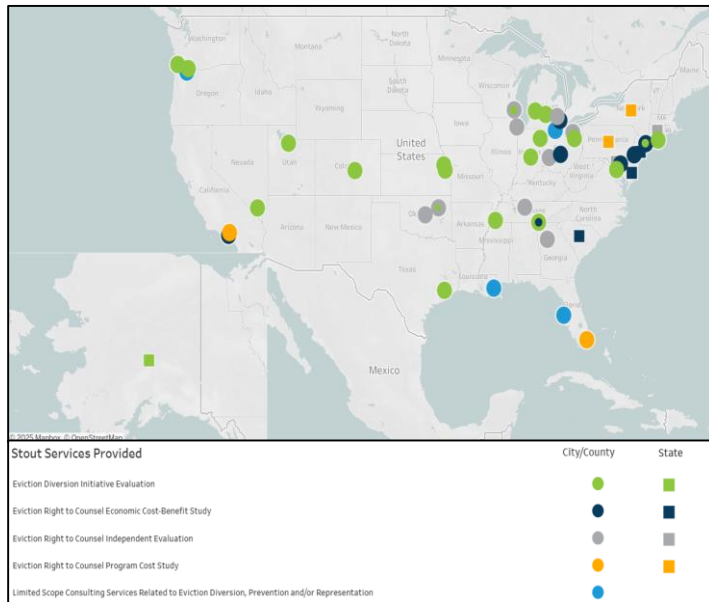 Washington
Montana
North
Dakota
Minnesota
Maine
Oregon
Idaho
South
Dakota
Wisconsin
VT
MA
Wyoming
Iowa
Nevada
Utah
United
States
Illinois
West
Virginia
California
Missouri
Kentucky
Arizona
New Mexico
Arkansas
North
Carolina
Mississippi
Georgia
Texas
Louisiana
Mexico
© 2025 Mapbox © OpenStreetMap
Stout Services Provided
City/County
State
Eviction Diversion Initiative Evaluation
Eviction Right to Counsel Economic Cost-Benefit Study
Eviction Right to Counsel Independent Evaluation
Eviction Right to Counsel Program Cost Study
Limited Scope Consulting Services Related to Eviction Diversion, Prevention and/or Representation